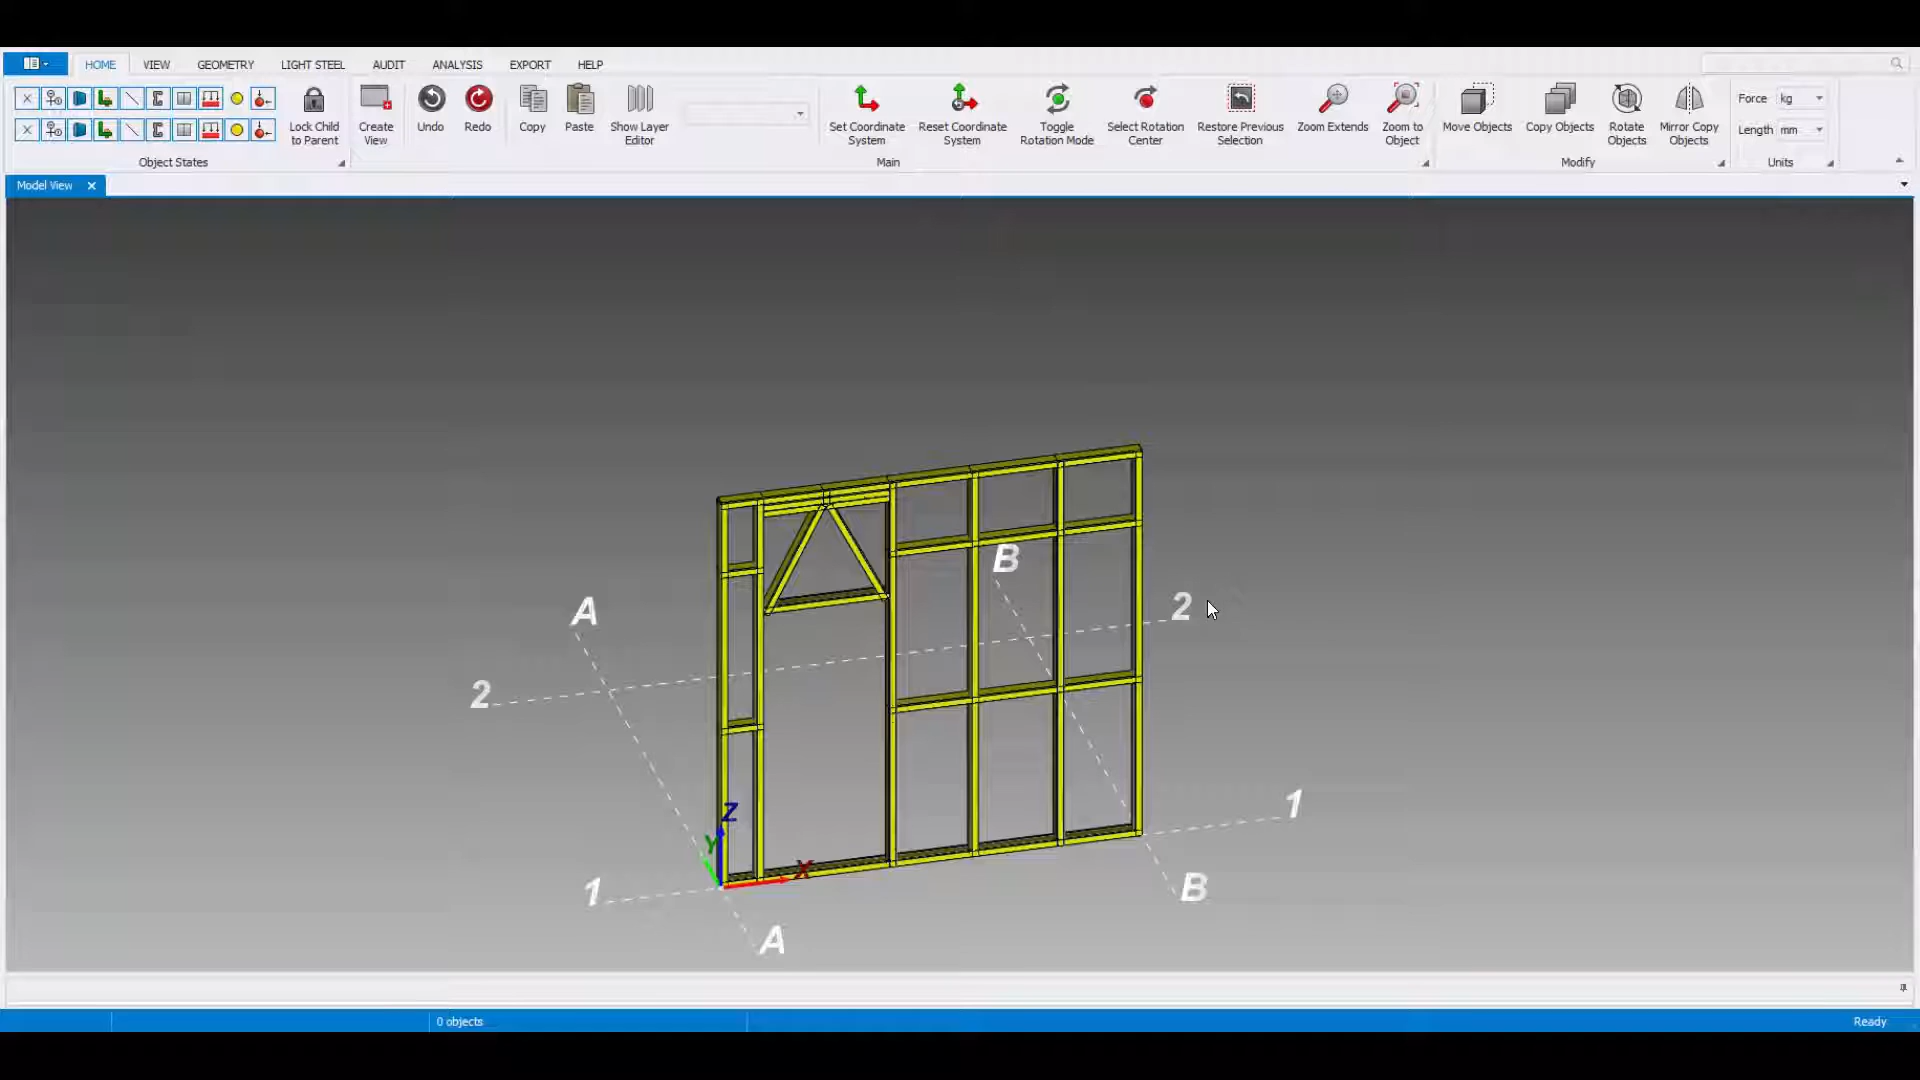 HOME VIEW GEOMETRY LIGHT STEEL AUDIT ANALYSIS EXPORT HELP
Lock Child to Parent
Create View
Undo
Redo
Copy
Paste
Show Layer Editor
Set Coordinate System
Reset Coordinate System
Toggle Rotation Mode
Select Rotation Center
Restore Previous Selection
Zoom Extends
Zoom to Object
Move Objects
Copy Objects
Rotate Objects
Mirror Copy Objects
Force kg
Length mm
Object States
Main
Modify
Units
Model View
B
A
2
2
Z
1
Y
X
1
B
A
0 objects
Ready